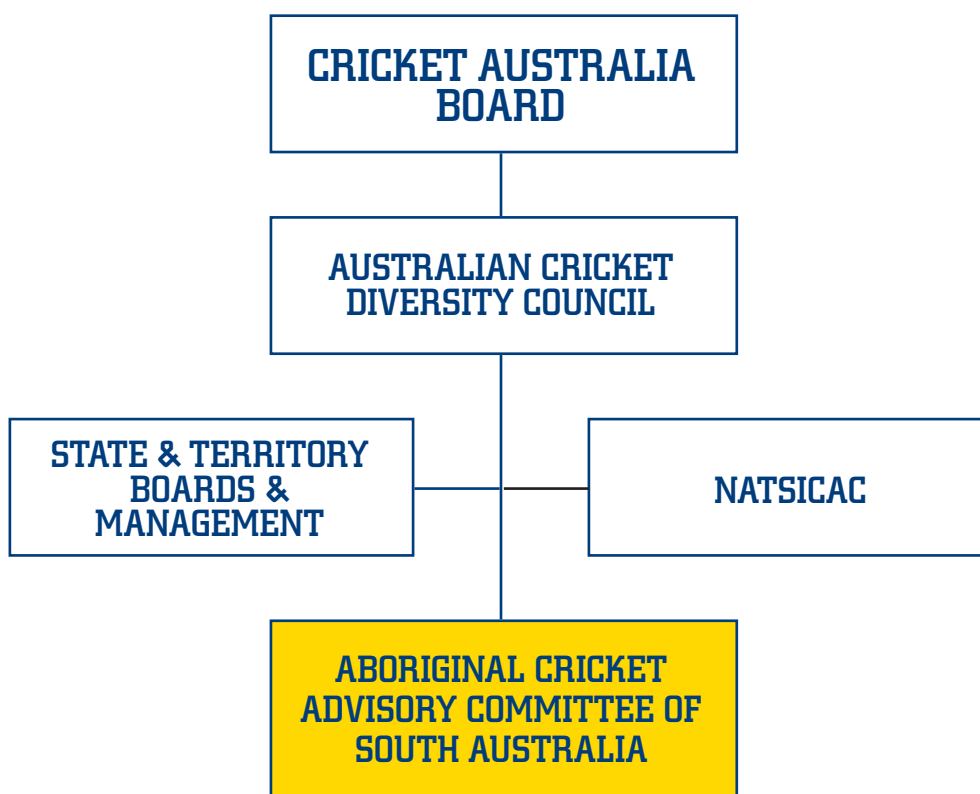 CRICKET AUSTRALIA
BOARD
AUSTRALIAN CRICKET
DIVERSITY COUNCIL
STATE & TERRITORY
BOARDS &
MANAGEMENT
NATSICAC
ABORIGINAL CRICKET
ADVISORY COMMITTEE OF
SOUTH AUSTRALIA